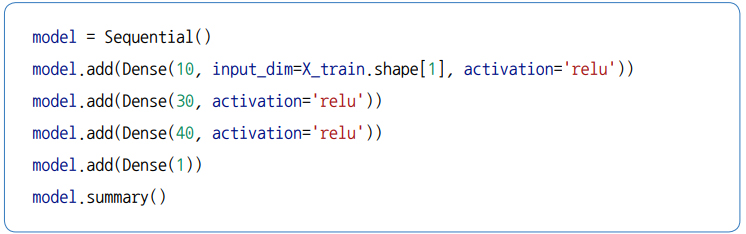 model = Sequential()
model.add(Dense(10, input_dim=X_train.shape[1], activation='relu'))
model.add(Dense(30, activation='relu'))
model.add(Dense(40, activation='relu'))
model.add(Dense(1))
model.summary()